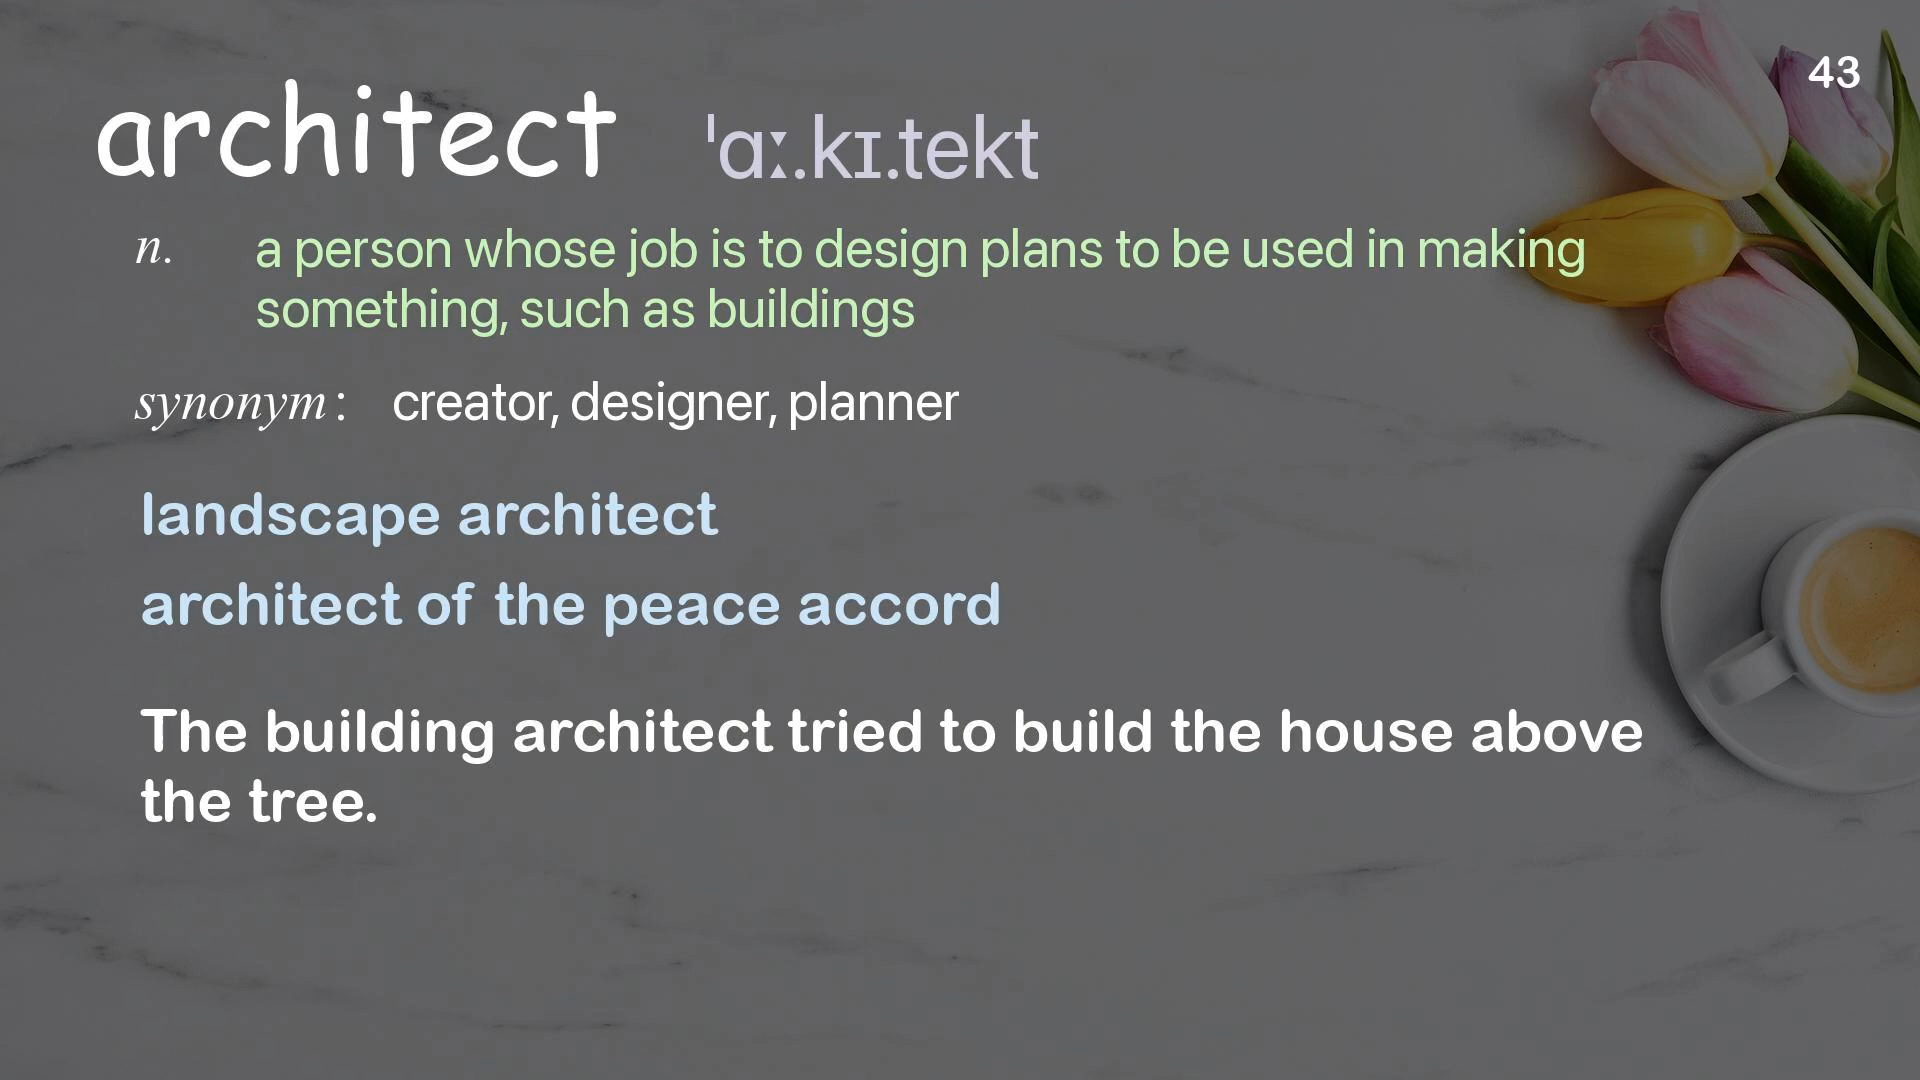 43
architect ˈɑː.kɪ.tekt
n. a person whose job is to design plans to be used in making
something, such as buildings
synonym : creator, designer, planner
landscape architect
architect of the peace accord
The building architect tried to build the house above
the tree.